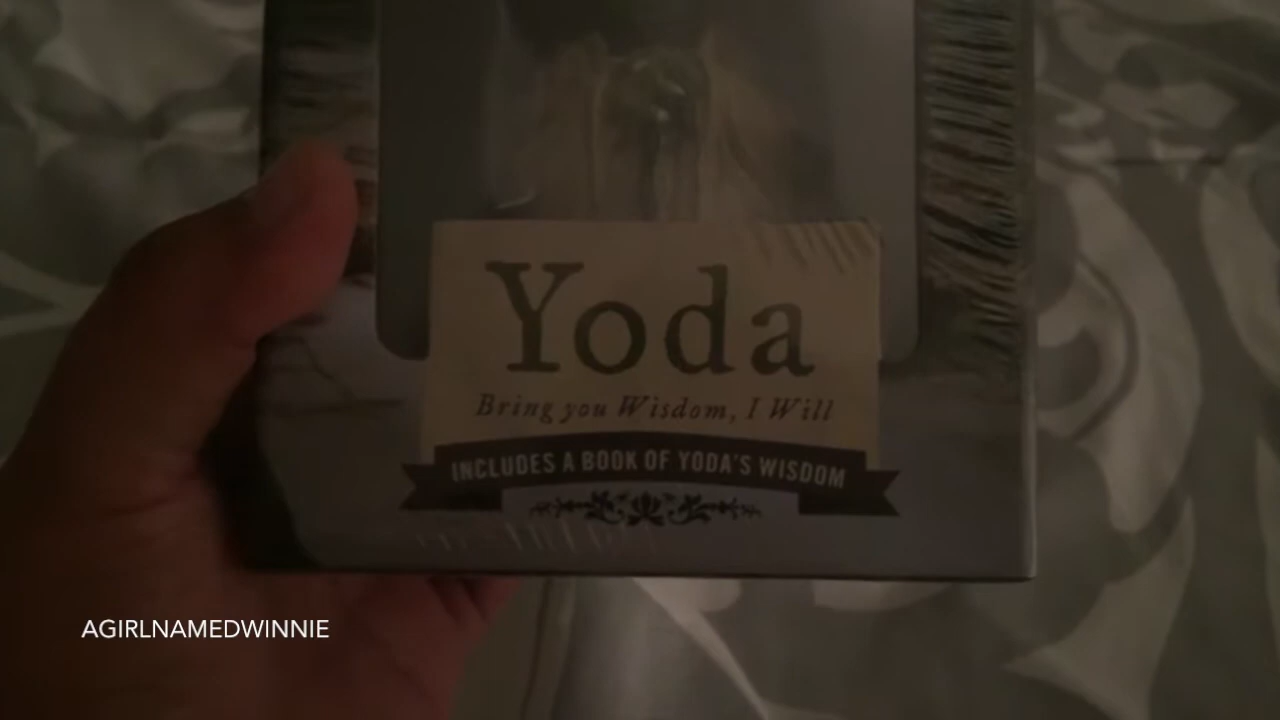 Yoda
Bring you Wisdom, I Will
INCLUDES A BOOK OF YODA'S WISDOM
AGIRLNAMEDWINNIE